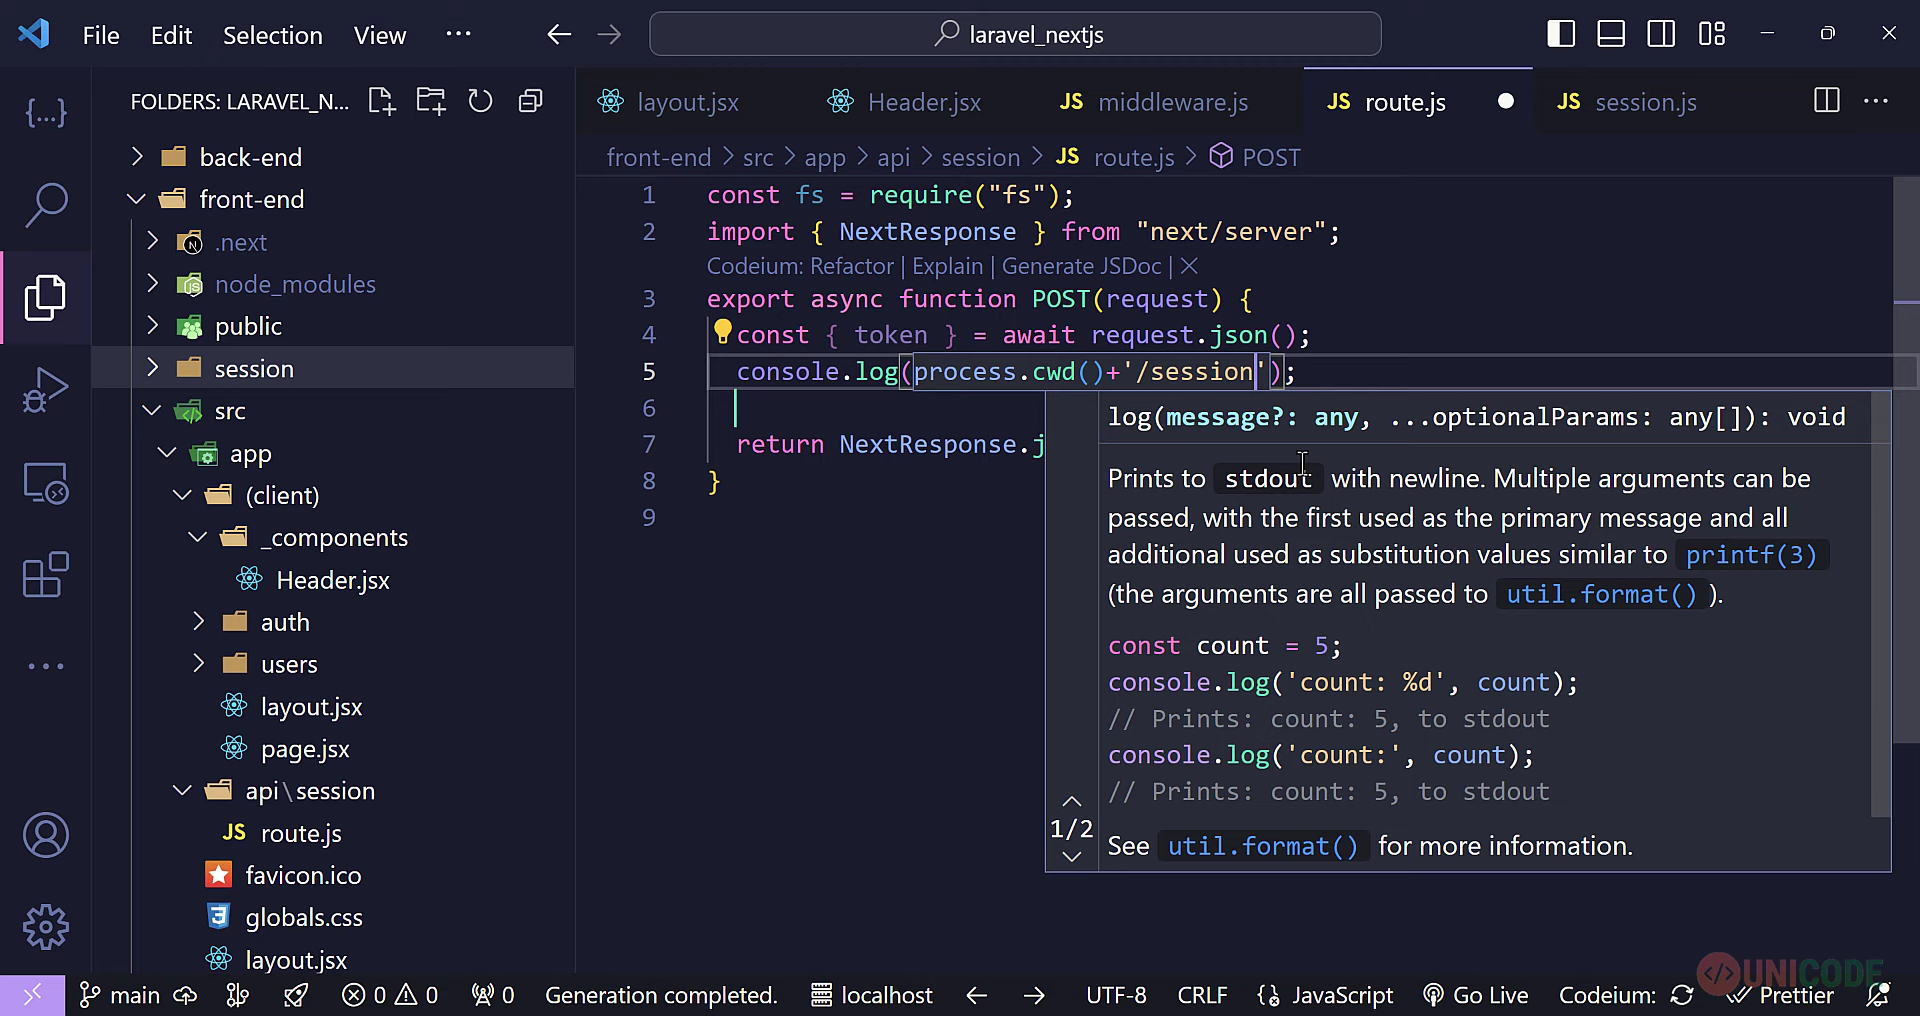 File Edit Selection View ··· laravel_nextjs
FOLDERS: LARAVEL_N...
layout.jsx Header.jsx JS middleware.js JS route.js JS session.js
front-end > src > app > api > session > JS route.js > POST
back-end
front-end
.next
node_modules
public
session
src
app
(client)
_components
Header.jsx
auth
users
layout.jsx
page.jsx
api\session
JS route.js
favicon.ico
globals.css
layout.jsx
1 const fs = require("fs");
2 import { NextResponse } from "next/server";
Codeium: Refactor | Explain | Generate JSDoc | ×
3 export async function POST(request) {
4 const { token } = await request.json();
5 console.log(process.cwd()+'/session');
6
7 return NextResponse.j
8 }
9
log(message?: any, ...optionalParams: any[]): void
Prints to stdout with newline. Multiple arguments can be
passed, with the first used as the primary message and all
additional used as substitution values similar to printf(3)
(the arguments are all passed to util.format() ).
const count = 5;
console.log('count: %d', count);
// Prints: count: 5, to stdout
console.log('count:', count);
// Prints: count: 5, to stdout
1/2
See util.format() for more information.
UNICODE
main 0 0 0 Generation completed. localhost UTF-8 CRLF JavaScript Go Live Codeium: Prettier